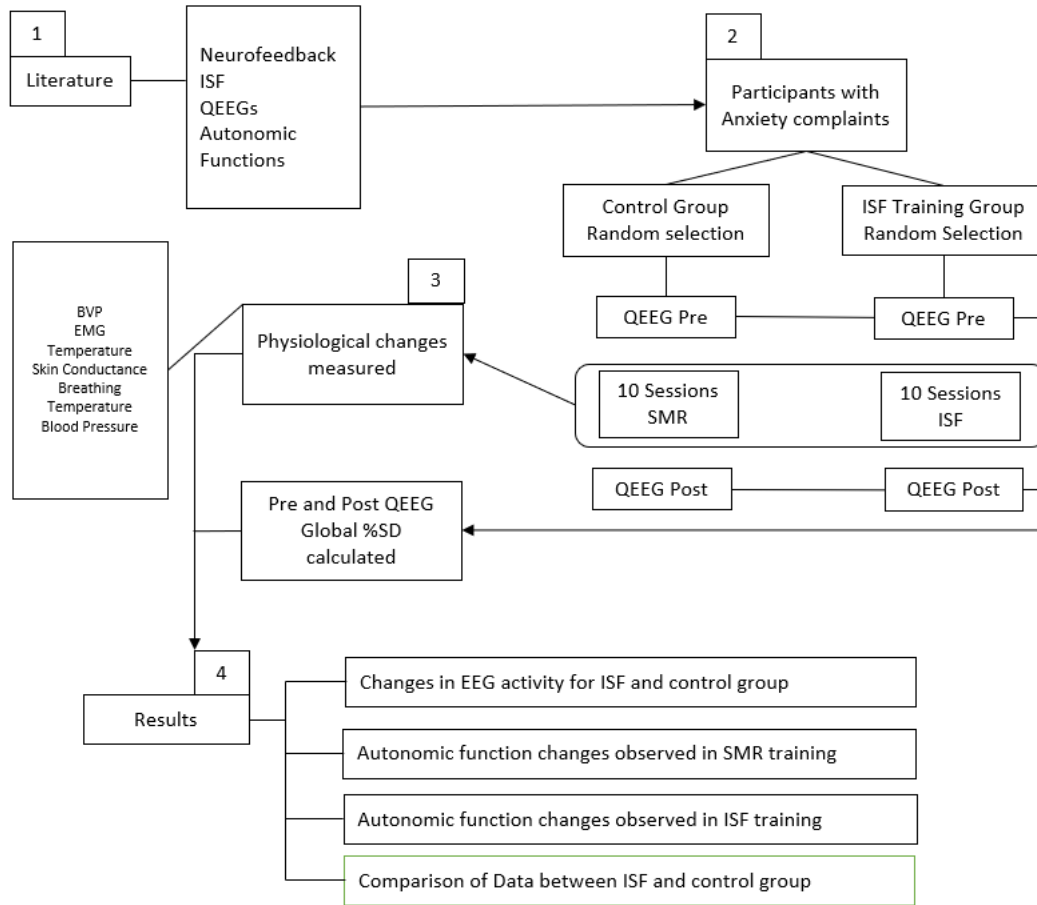 1
Literature
Neurofeedback
ISF
QEEGs
Autonomic
Functions
2
Participants with
Anxiety complaints
Control Group
Random selection
ISF Training Group
Random Selection
QEEG Pre
QEEG Pre
10 Sessions
SMR
10 Sessions
ISF
QEEG Post
QEEG Post
3
Physiological changes
measured
BVP
EMG
Temperature
Skin Conductance
Breathing
Temperature
Blood Pressure
Pre and Post QEEG
Global %SD
calculated
4
Results
Changes in EEG activity for ISF and control group
Autonomic function changes observed in SMR training
Autonomic function changes observed in ISF training
Comparison of Data between ISF and control group